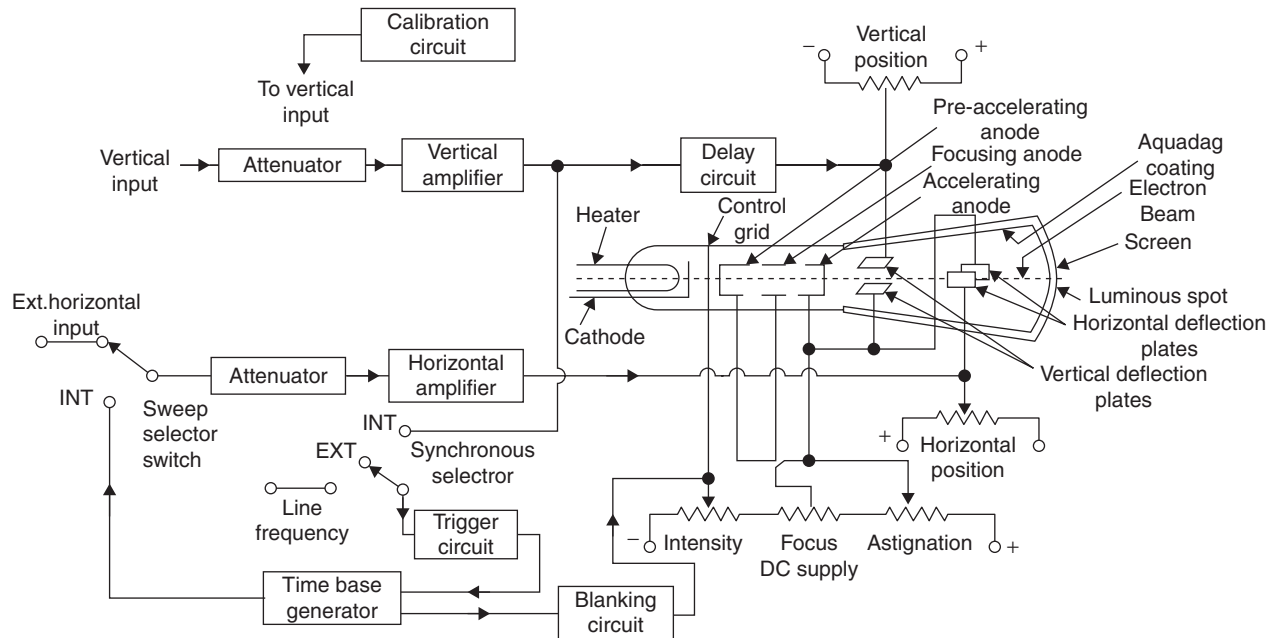 Calibration
circuit
To vertical
input
− Vertical +
position
Pre-accelerating
anode
Focusing anode
Accelerating
anode
Aquadag
coating
Electron
Beam
Screen
Luminous spot
Horizontal deflection
plates
Vertical deflection
plates
Vertical
input
Attenuator
Vertical
amplifier
Delay
circuit
Heater
Control
grid
Cathode
Ext.horizontal
input
INT
Sweep
selector
switch
Attenuator
Horizontal
amplifier
INT
Synchronous
selectror
EXT
Line
frequency
Trigger
circuit
Time base
generator
Blanking
circuit
+ Horizontal
position
− Intensity Focus Astignation +
DC supply